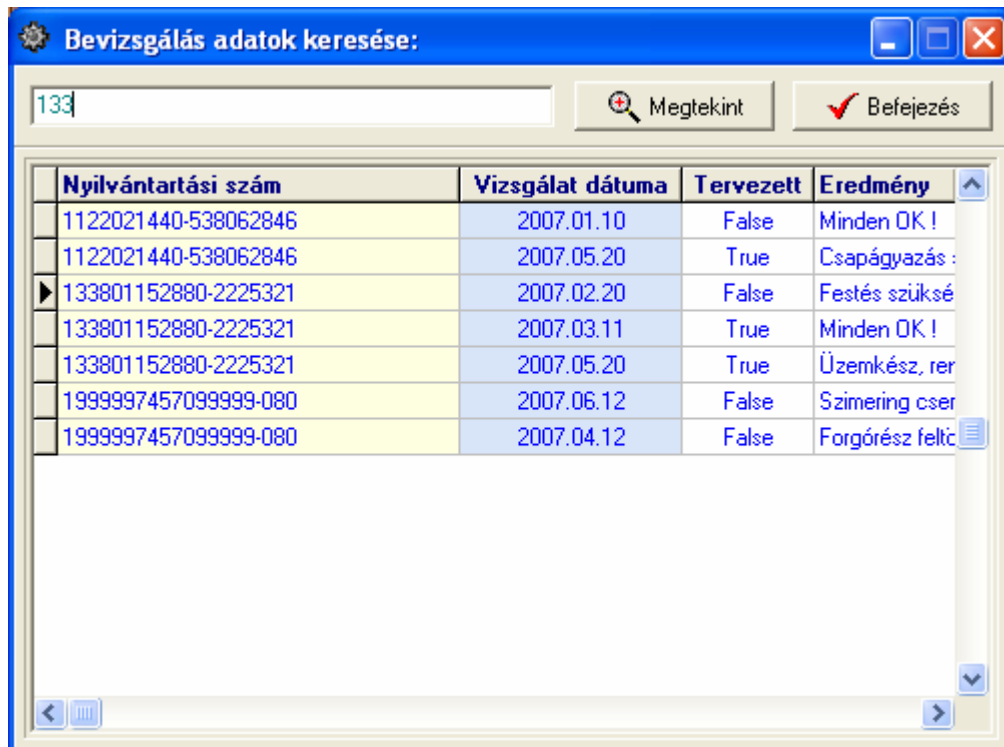 Bevizsgálás adatok keresése:
133 Megtekint Befejezés
Nyilvántartási szám Vizsgálat dátuma Tervezett Eredmény
1122021440-538062846 2007.01.10 False Minden OK !
1122021440-538062846 2007.05.20 True Csapágyazás
133801152880-2225321 2007.02.20 False Festés szüksé
133801152880-2225321 2007.03.11 True Minden OK !
133801152880-2225321 2007.05.20 True Üzemkész, rer
1999997457099999-080 2007.06.12 False Szimering cser
1999997457099999-080 2007.04.12 False Forgórész feltö